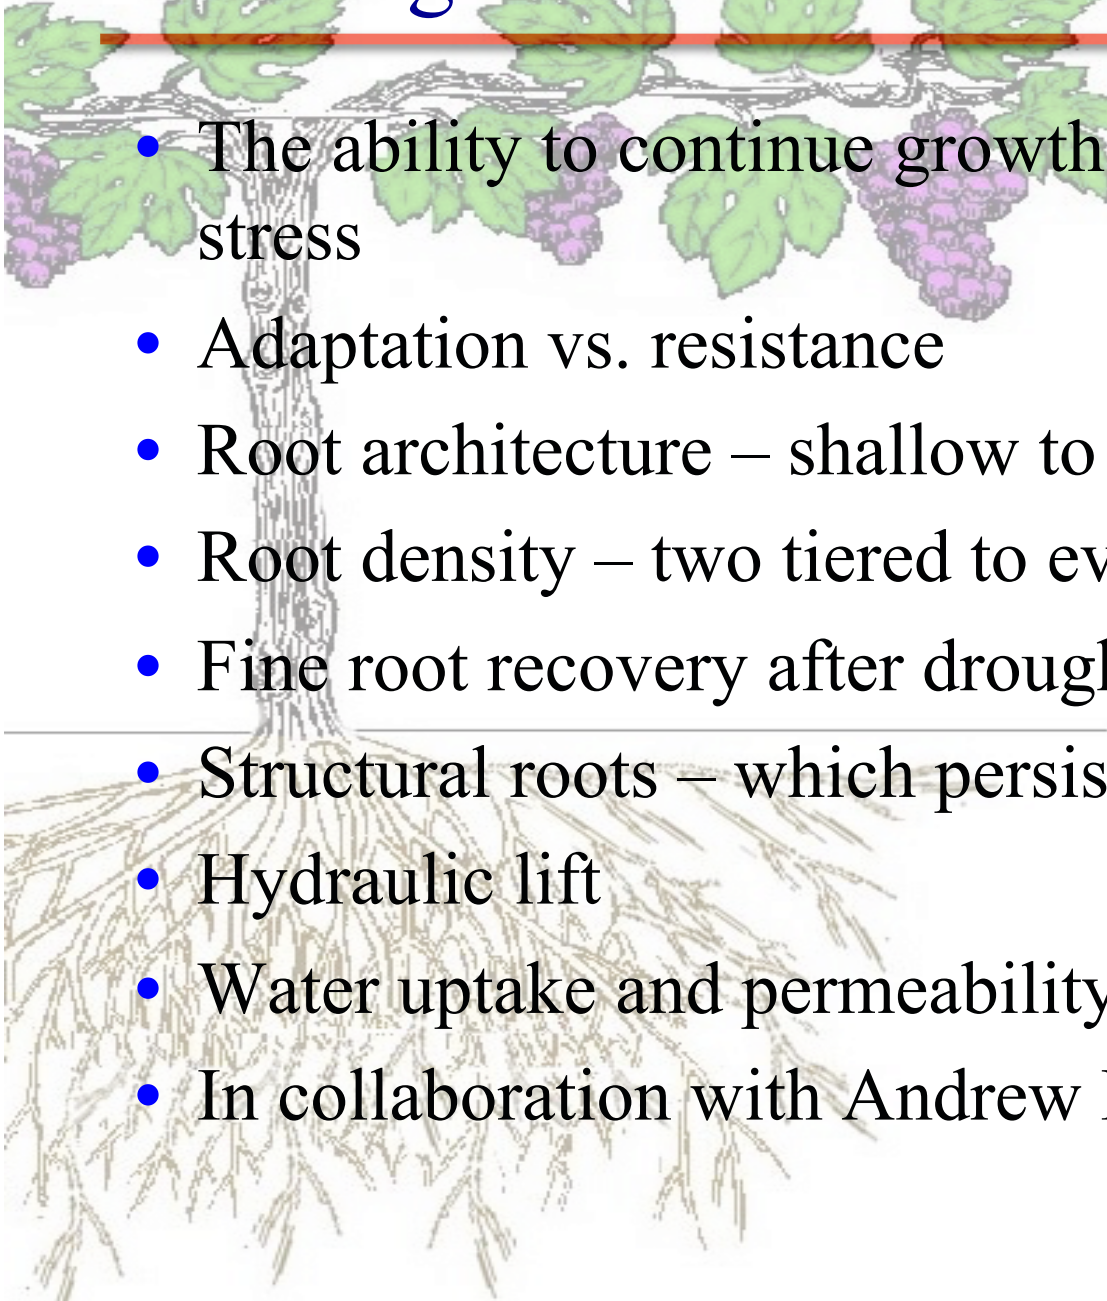 • The ability to continue growth
stress
• Adaptation vs. resistance
• Root architecture – shallow to
• Root density – two tiered to
• Fine root recovery after
• Structural roots – which
• Hydraulic lift
• Water uptake and permeability
• In collaboration with Andrew